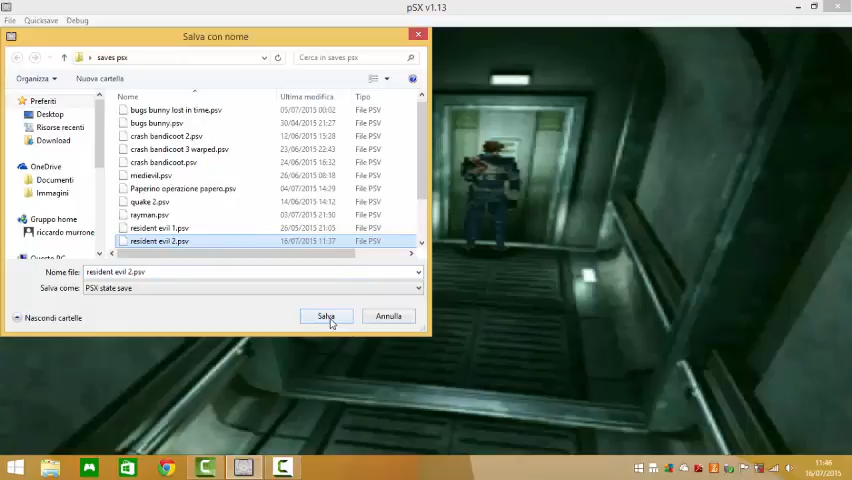 pSX v1.13
File Quicksave Debug
Salva con nome
saves psx
Cerca in saves psx
Organizza
Nuova cartella
Nome Ultima modifica Tipo
Preferiti
Desktop
Risorse recenti
Download
OneDrive
Documenti
Immagini
Gruppo home
riccardo murrone
bugs bunny lost in time.psv 05/07/2015 00:02 File PSV
bugs bunny.psv 30/04/2015 21:27 File PSV
crash bandicoot 2.psv 12/06/2015 15:28 File PSV
crash bandicoot 3 warped.psv 23/06/2015 22:43 File PSV
crash bandicoot.psv 24/06/2015 16:32 File PSV
medievil.psv 26/06/2015 08:18 File PSV
Paperino operazione papero.psv 04/07/2015 14:29 File PSV
quake 2.psv 14/06/2015 14:12 File PSV
rayman.psv 03/07/2015 21:50 File PSV
resident evil 1.psv 26/05/2015 21:05 File PSV
resident evil 2.psv 16/07/2015 11:37 File PSV
Nome file: resident evil 2.psv
Salva come: PSX state save
Nascondi cartelle
Salva
Annulla
11:46
16/07/2015